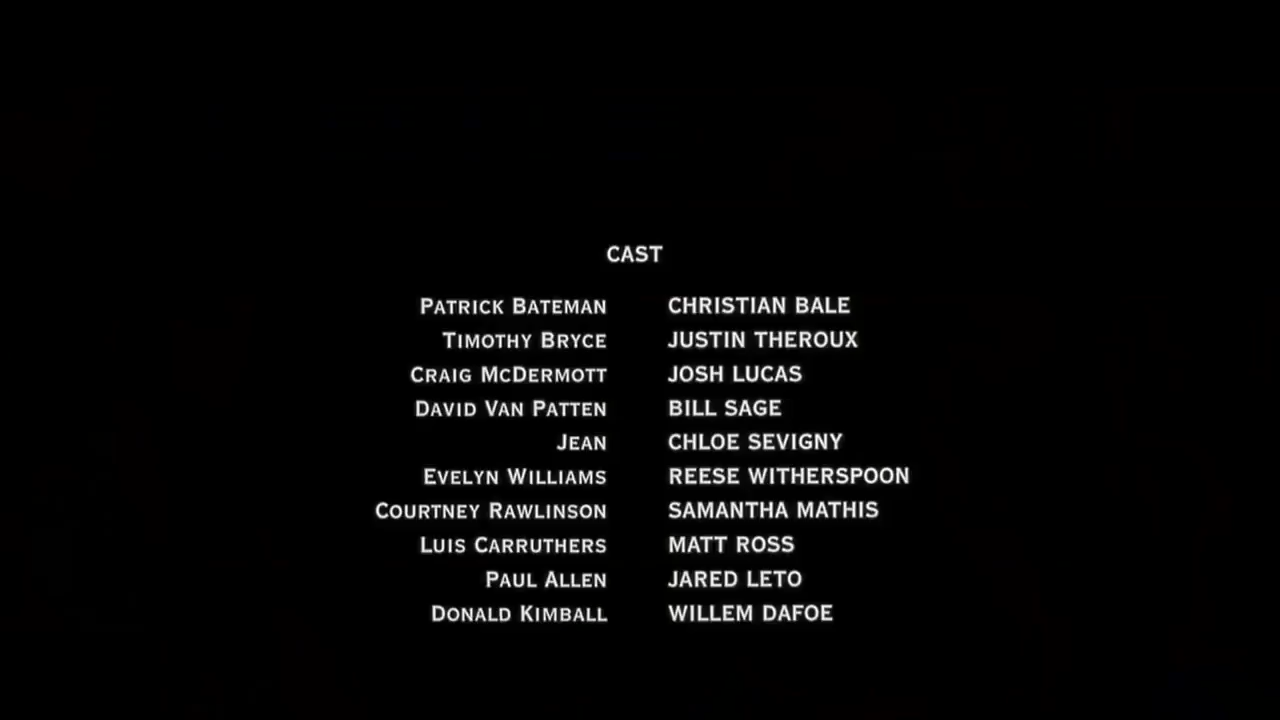 CAST
PATRICK BATEMAN CHRISTIAN BALE
TIMOTHY BRYCE JUSTIN THEROUX
CRAIG MCDERMOTT JOSH LUCAS
DAVID VAN PATTEN BILL SAGE
JEAN CHLOE SEVIGNY
EVELYN WILLIAMS REESE WITHERSPOON
COURTNEY RAWLINSON SAMANTHA MATHIS
LUIS CARRUTHERS MATT ROSS
PAUL ALLEN JARED LETO
DONALD KIMBALL WILLEM DAFOE